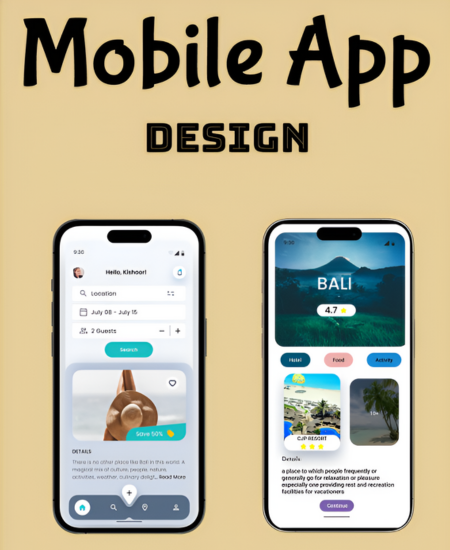 Mobile App
DESIGN
9:30
Hello, Kishoor!
Location
July 08 - July 15
2 Guests
Search
Save 50%
DETAILS
There is no other place like Bali in this world. A
magical mix of culture, people, nature,
activities, weather, culinary delight, Read More
9:30
BALI
4.7
Hotel
Food
Activity
CJP RESORT
10+
Details
a place to which people frequently or
generally go for relaxation or pleasure
especially one providing rest and recreation
facilities for vacationers
Continue